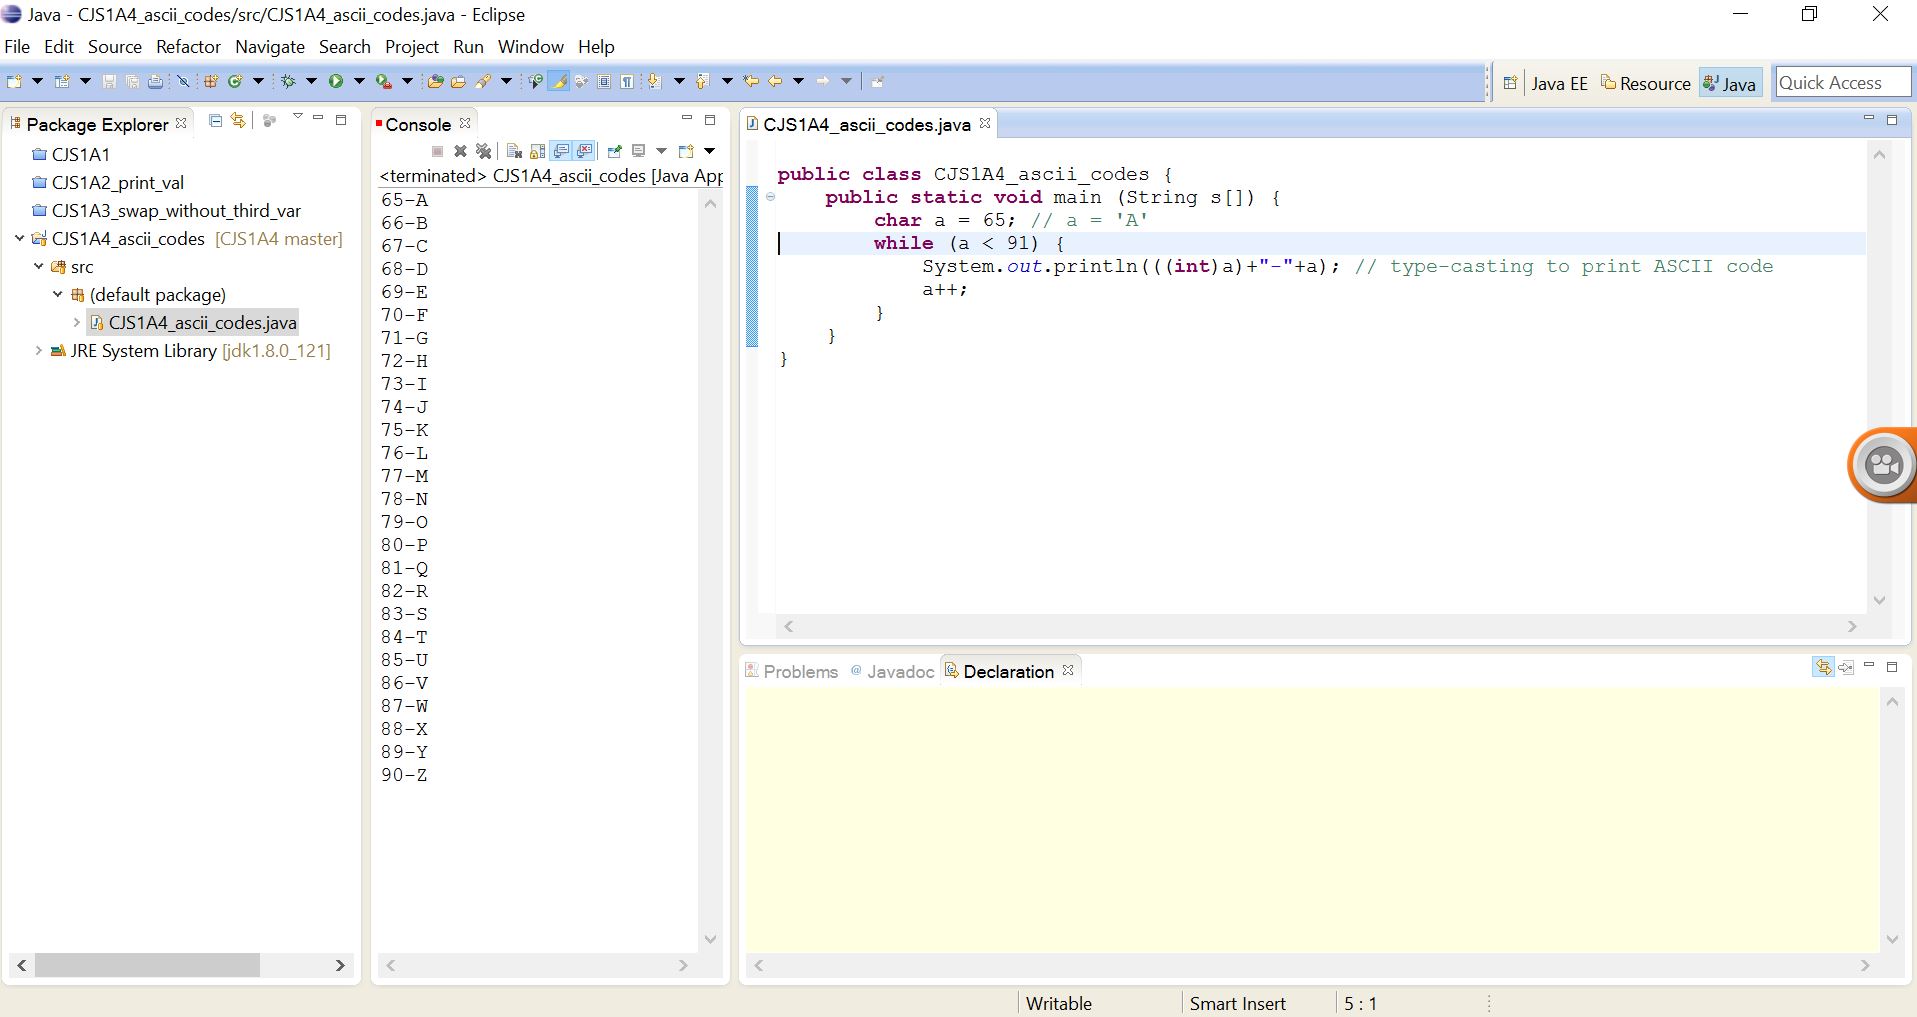 Java - CJS1A4_ascii_codes/src/CJS1A4_ascii_codes.java - Eclipse
File Edit Source Refactor Navigate Search Project Run Window Help
Java EE Resource Java Quick Access
Package Explorer
CJS1A1
CJS1A2_print_val
CJS1A3_swap_without_third_var
CJS1A4_ascii_codes [CJS1A4 master]
src
(default package)
CJS1A4_ascii_codes.java
JRE System Library [jdk1.8.0_121]
Console
<terminated> CJS1A4_ascii_codes [Java App
65-A
66-B
67-C
68-D
69-E
70-F
71-G
72-H
73-I
74-J
75-K
76-L
77-M
78-N
79-O
80-P
81-Q
82-R
83-S
84-T
85-U
86-V
87-W
88-X
89-Y
90-Z
CJS1A4_ascii_codes.java
public class CJS1A4_ascii_codes {
public static void main (String s[]) {
char a = 65; // a = 'A'
while (a < 91) {
System.out.println(((int)a)+"-"+a); // type-casting to print ASCII code
a++;
}
}
}
Problems @ Javadoc Declaration
Writable Smart Insert 5 : 1